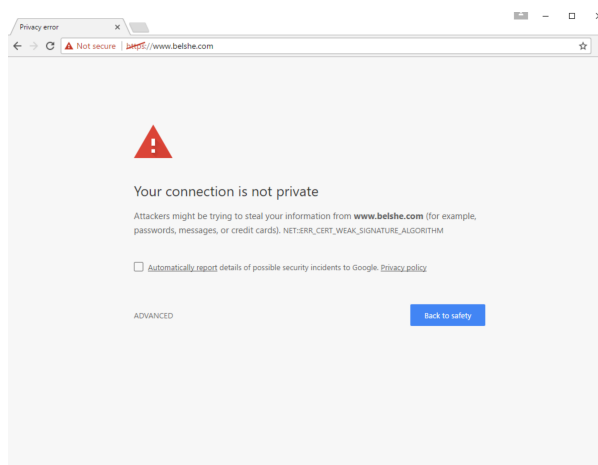 Privacy error
Not secure | https://www.belshe.com
Your connection is not private
Attackers might be trying to steal your information from www.belshe.com (for example,
passwords, messages, or credit cards). NET::ERR_CERT_WEAK_SIGNATURE_ALGORITHM
Automatically report details of possible security incidents to Google. Privacy policy
ADVANCED
Back to safety